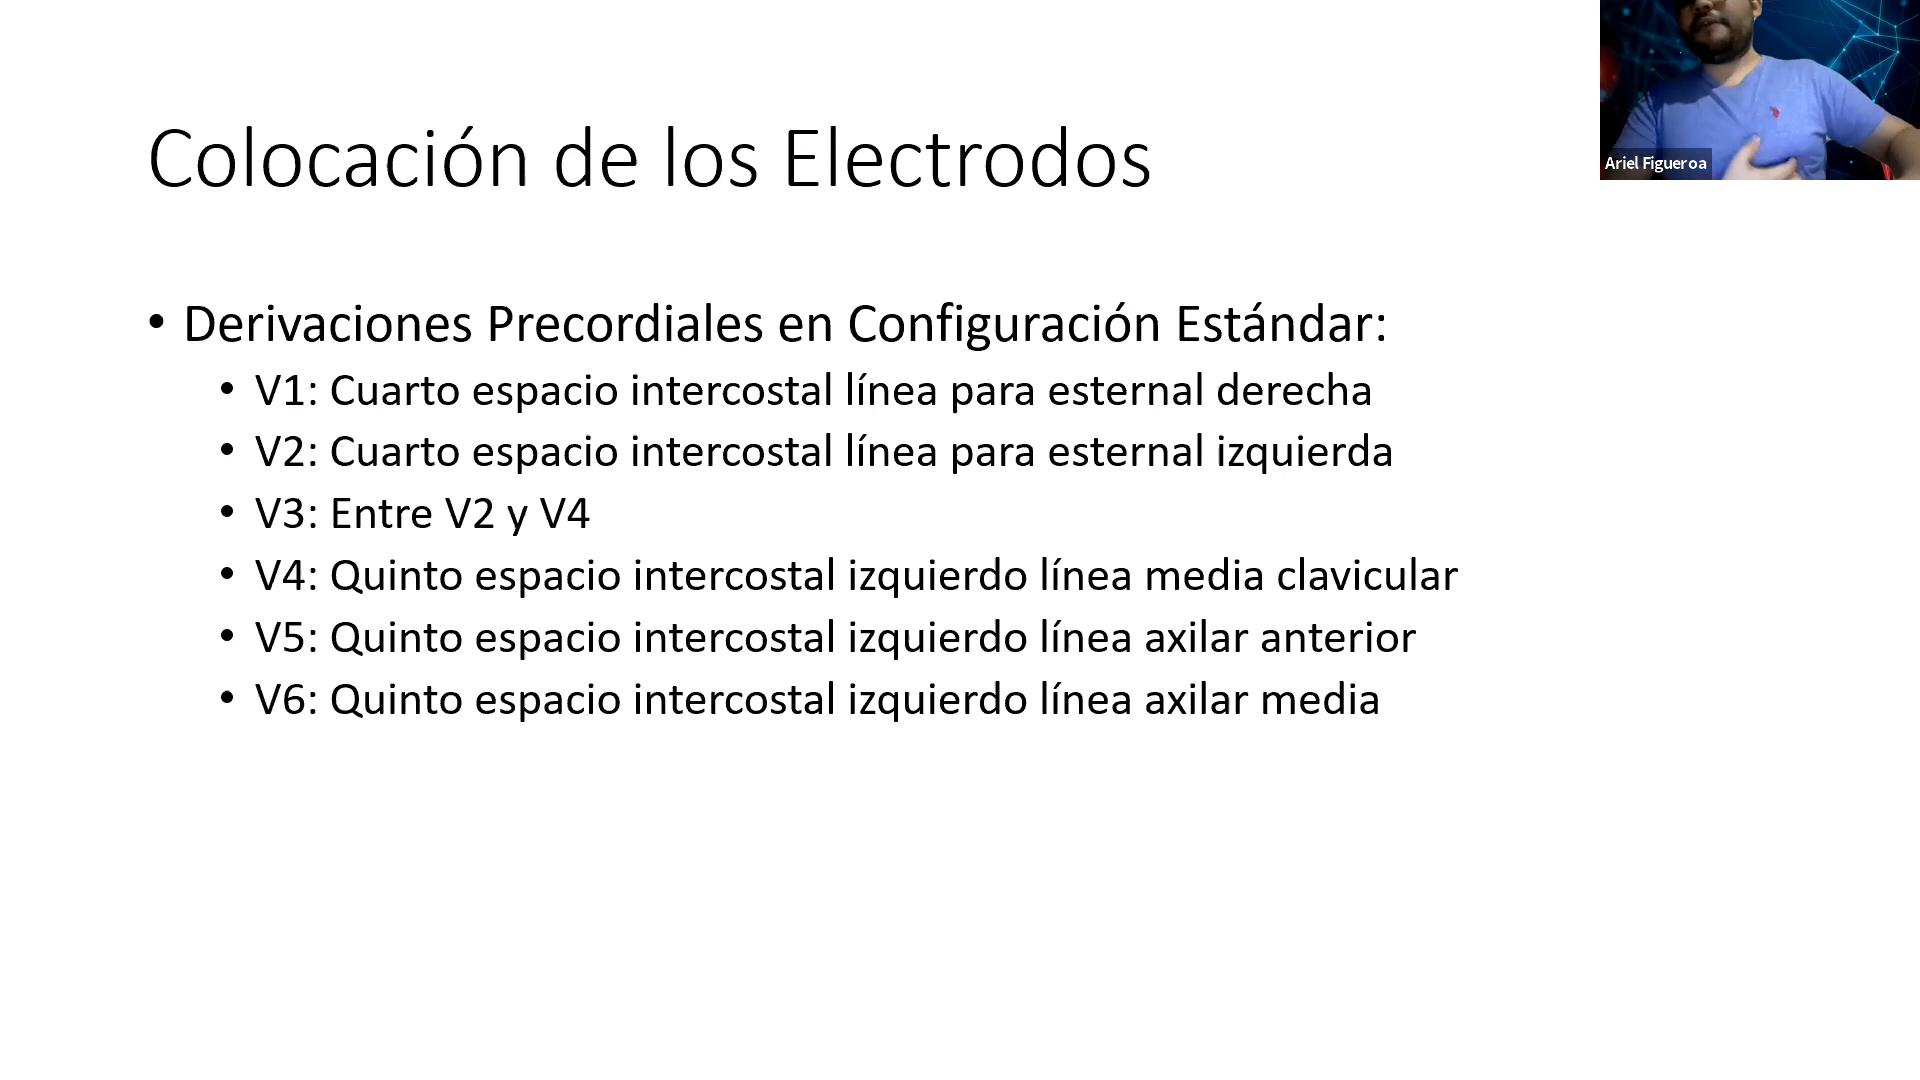 Colocación de los Electrodos
Ariel Figueroa
• Derivaciones Precordiales en Configuración Estándar:
• V1: Cuarto espacio intercostal línea para esternal derecha
• V2: Cuarto espacio intercostal línea para esternal izquierda
• V3: Entre V2 y V4
• V4: Quinto espacio intercostal izquierdo línea media clavicular
• V5: Quinto espacio intercostal izquierdo línea axilar anterior
• V6: Quinto espacio intercostal izquierdo línea axilar media